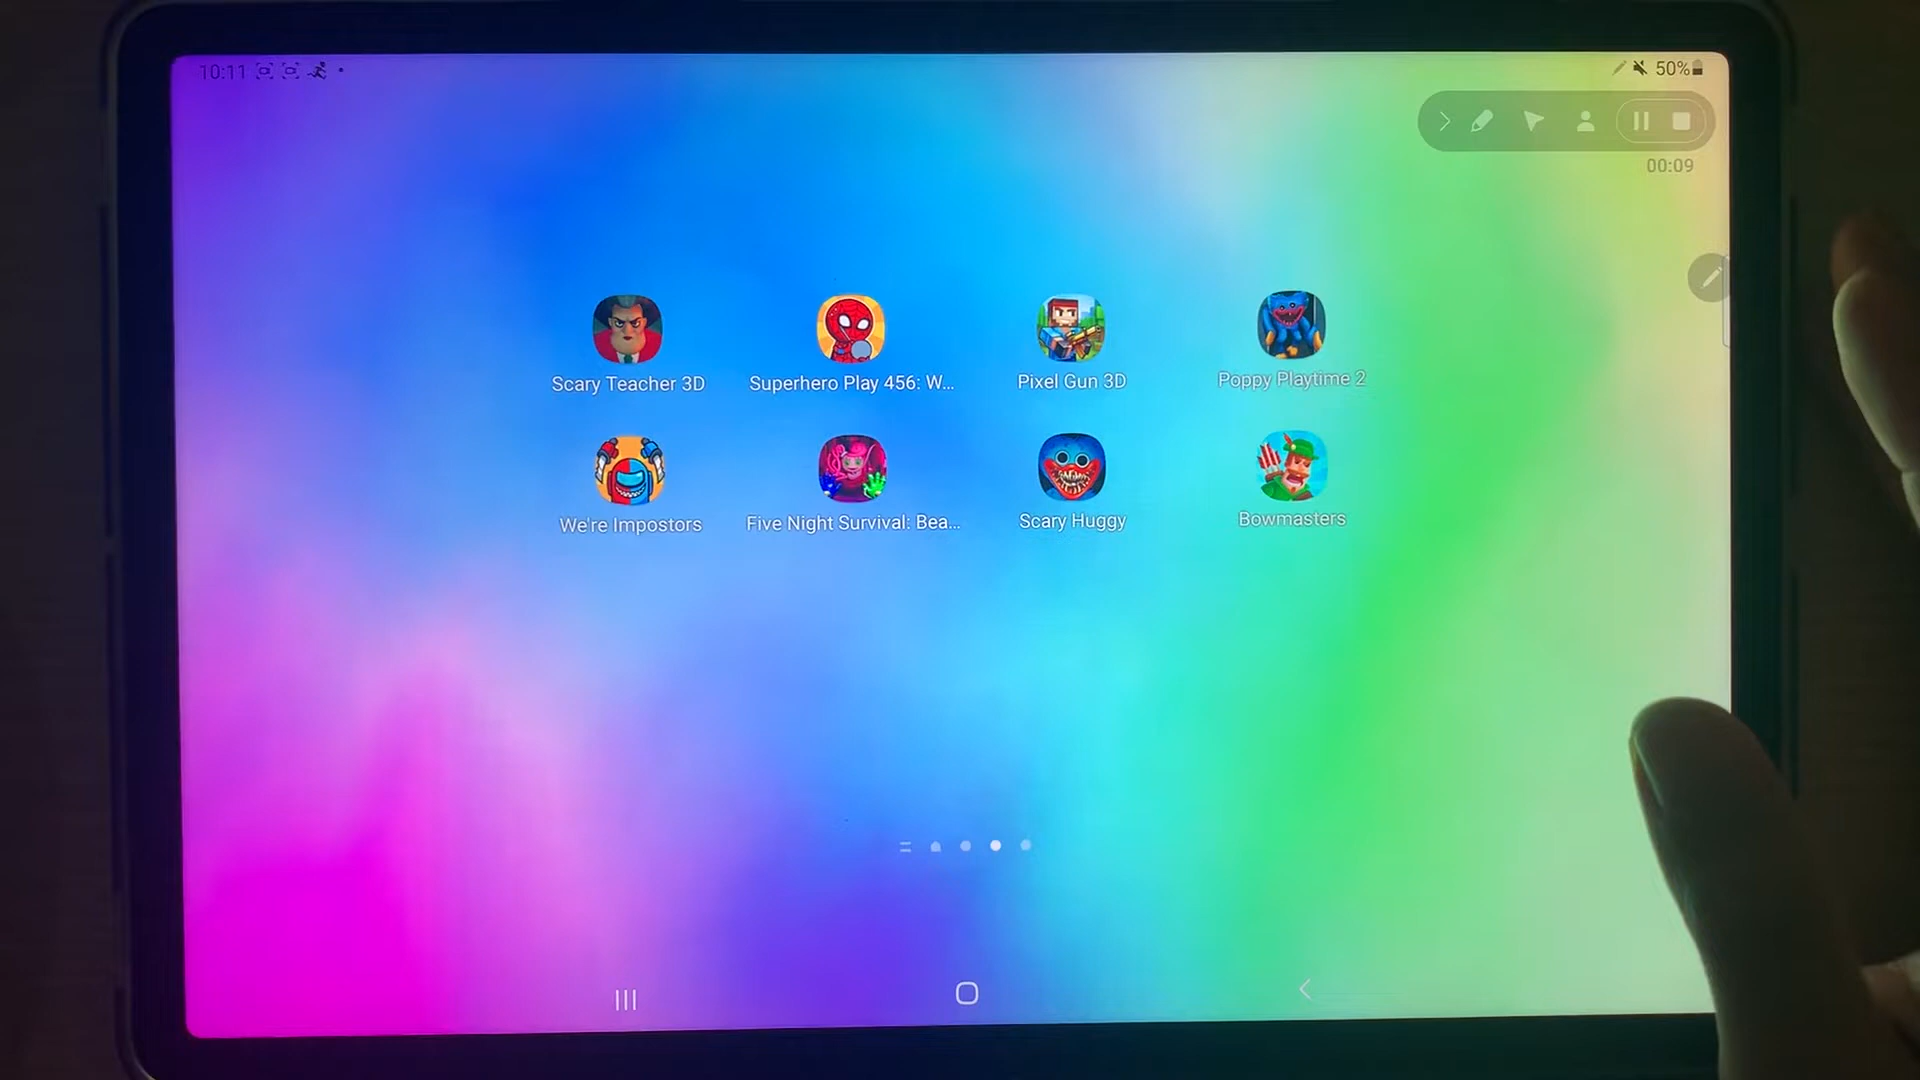 10:11
50%
00:09
Scary Teacher 3D
Superhero Play 456: W...
Pixel Gun 3D
Poppy Playtime 2
We're Impostors
Five Night Survival: Bea...
Scary Huggy
Bowmasters